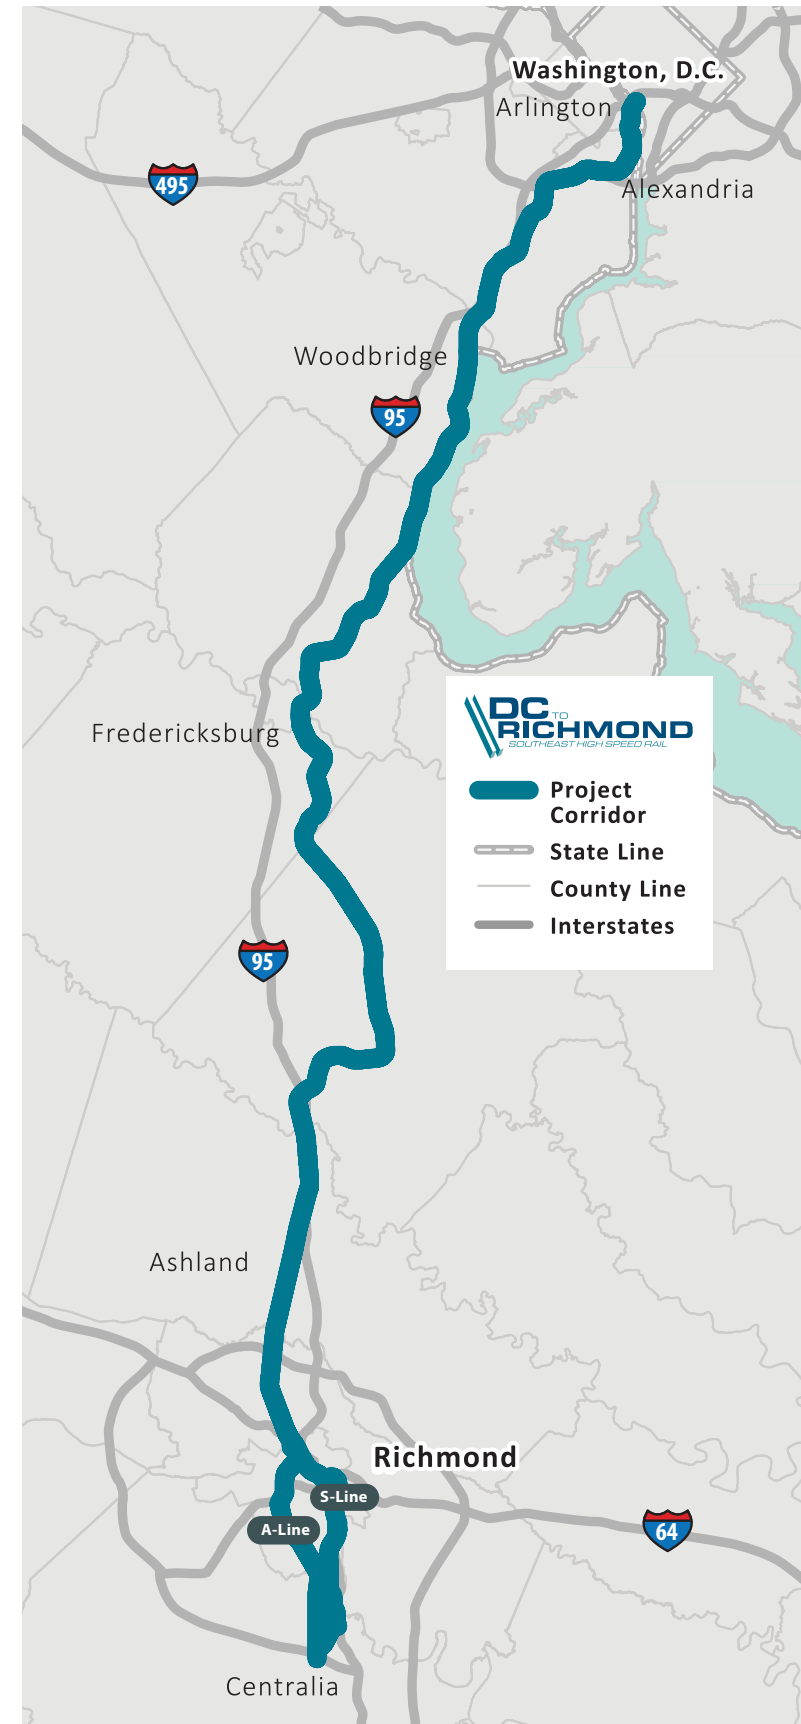 Washington, D.C.
Arlington
495
Alexandria
Woodbridge
95
Fredericksburg
DC TO
RICHMOND
SOUTHEAST HIGH SPEED RAIL
Project
Corridor
State Line
County Line
Interstates
95
Ashland
Richmond
S-Line
A-Line
64
Centralia